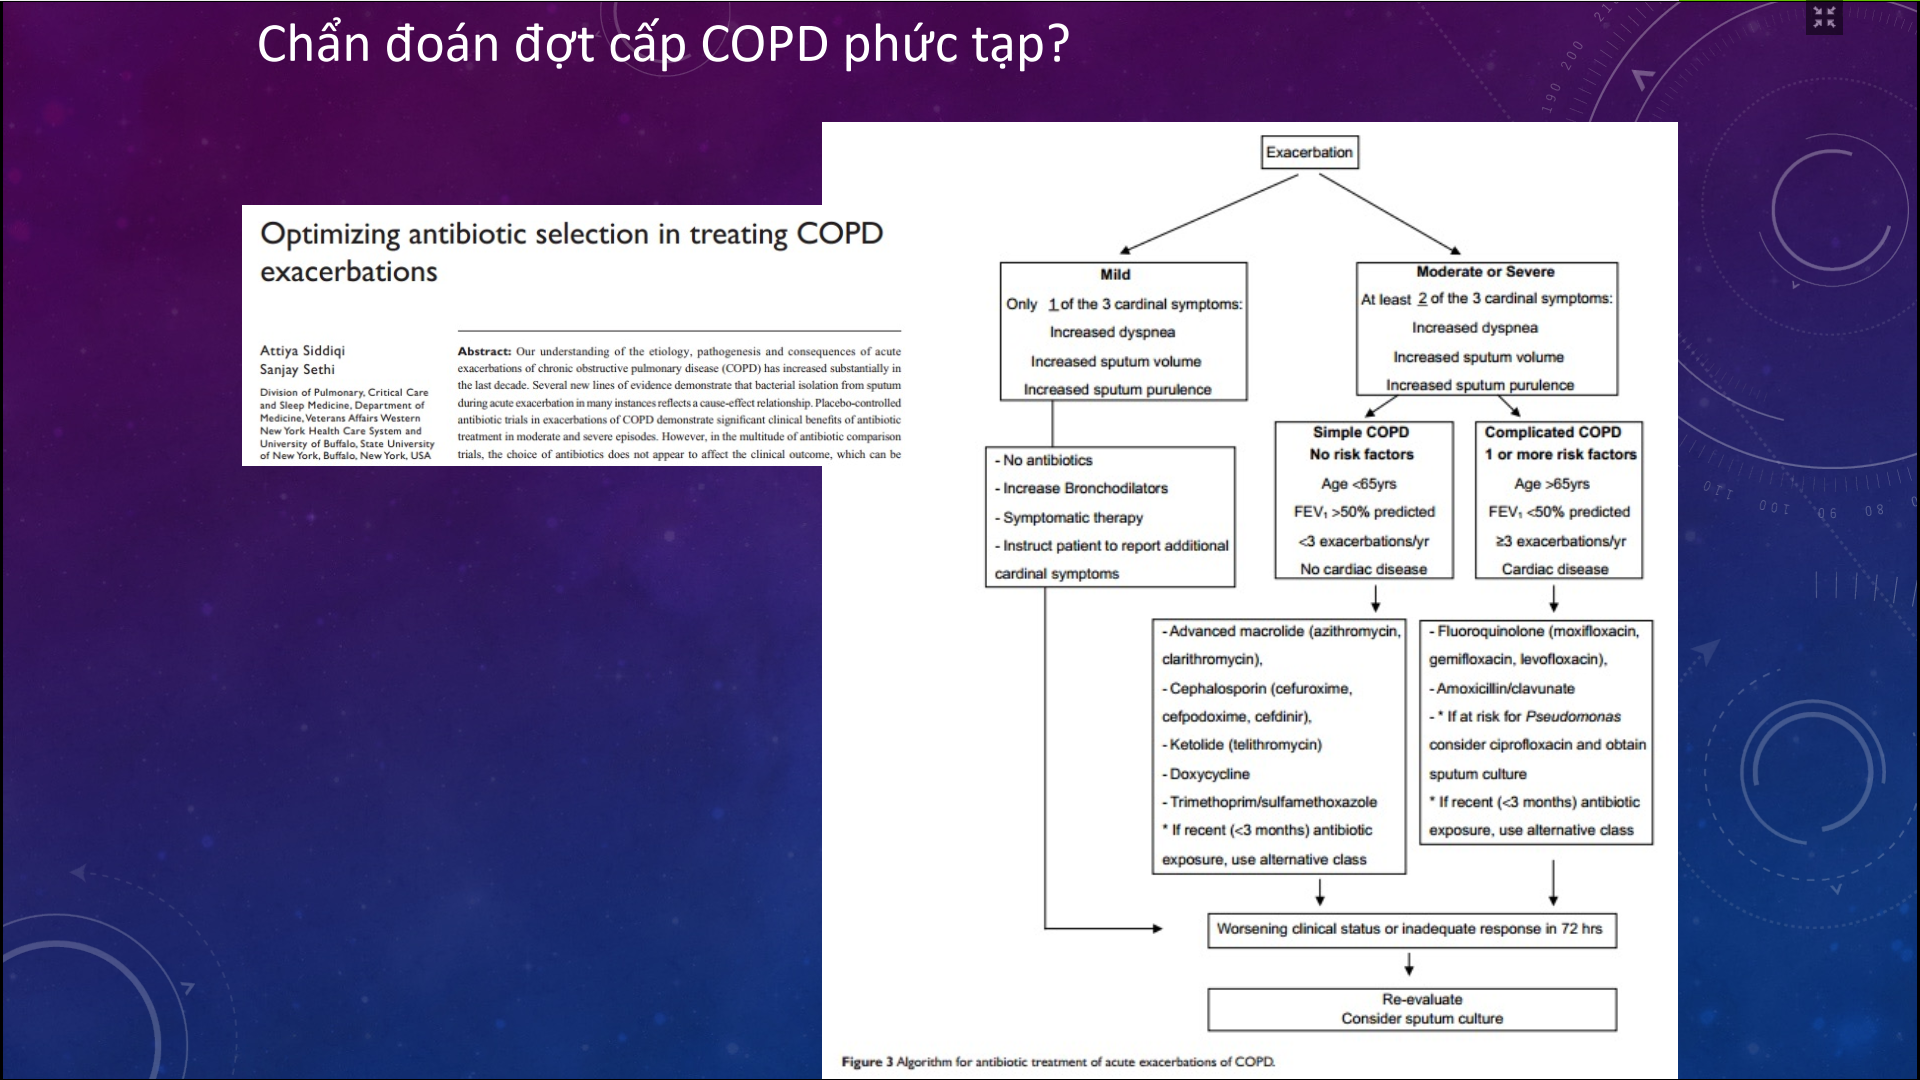 Chẩn đoán đợt cấp COPD phức tạp?
Optimizing antibiotic selection in treating COPD
exacerbations
Attiya Siddiqi
Sanjay Sethi
Division of Pulmonary, Critical Care
and Sleep Medicine, Department of
Medicine, Veterans Affairs Western
New York Health Care System and
University of Buffalo, State University
of New York, Buffalo, New York, USA
Abstract: Our understanding of the etiology, pathogenesis and consequences of acute
exacerbations of chronic obstructive pulmonary disease (COPD) has increased substantially in
the last decade. Several new lines of evidence demonstrate that bacterial isolation from sputum
during acute exacerbation in many instances reflects a cause-effect relationship. Placebo-controlled
antibiotic trials in exacerbations of COPD demonstrate significant clinical benefits of antibiotic
treatment in moderate and severe episodes. However, in the multitude of antibiotic comparison
trials, the choice of antibiotics does not appear to affect the clinical outcome, which can be
Exacerbation
Mild
Only 1 of the 3 cardinal symptoms:
Increased dyspnea
Increased sputum volume
Increased sputum purulence
Moderate or Severe
At least 2 of the 3 cardinal symptoms:
Increased dyspnea
Increased sputum volume
Increased sputum purulence
- No antibiotics
- Increase Bronchodilators
- Symptomatic therapy
- Instruct patient to report additional
cardinal symptoms
Simple COPD
No risk factors
Age <65yrs
FEV₁ >50% predicted
<3 exacerbations/yr
No cardiac disease
Complicated COPD
1 or more risk factors
Age >65yrs
FEV₁ <50% predicted
≥3 exacerbations/yr
Cardiac disease
- Advanced macrolide (azithromycin,
clarithromycin),
- Cephalosporin (cefuroxime,
cefpodoxime, cefdinir),
- Ketolide (telithromycin)
- Doxycycline
- Trimethoprim/sulfamethoxazole
* If recent (<3 months) antibiotic
exposure, use alternative class
- Fluoroquinolone (moxifloxacin,
gemifloxacin, levofloxacin),
- Amoxicillin/clavunate
- * If at risk for Pseudomonas
consider ciprofloxacin and obtain
sputum culture
* If recent (<3 months) antibiotic
exposure, use alternative class
Worsening clinical status or inadequate response in 72 hrs
Re-evaluate
Consider sputum culture
Figure 3 Algorithm for antibiotic treatment of acute exacerbations of COPD.